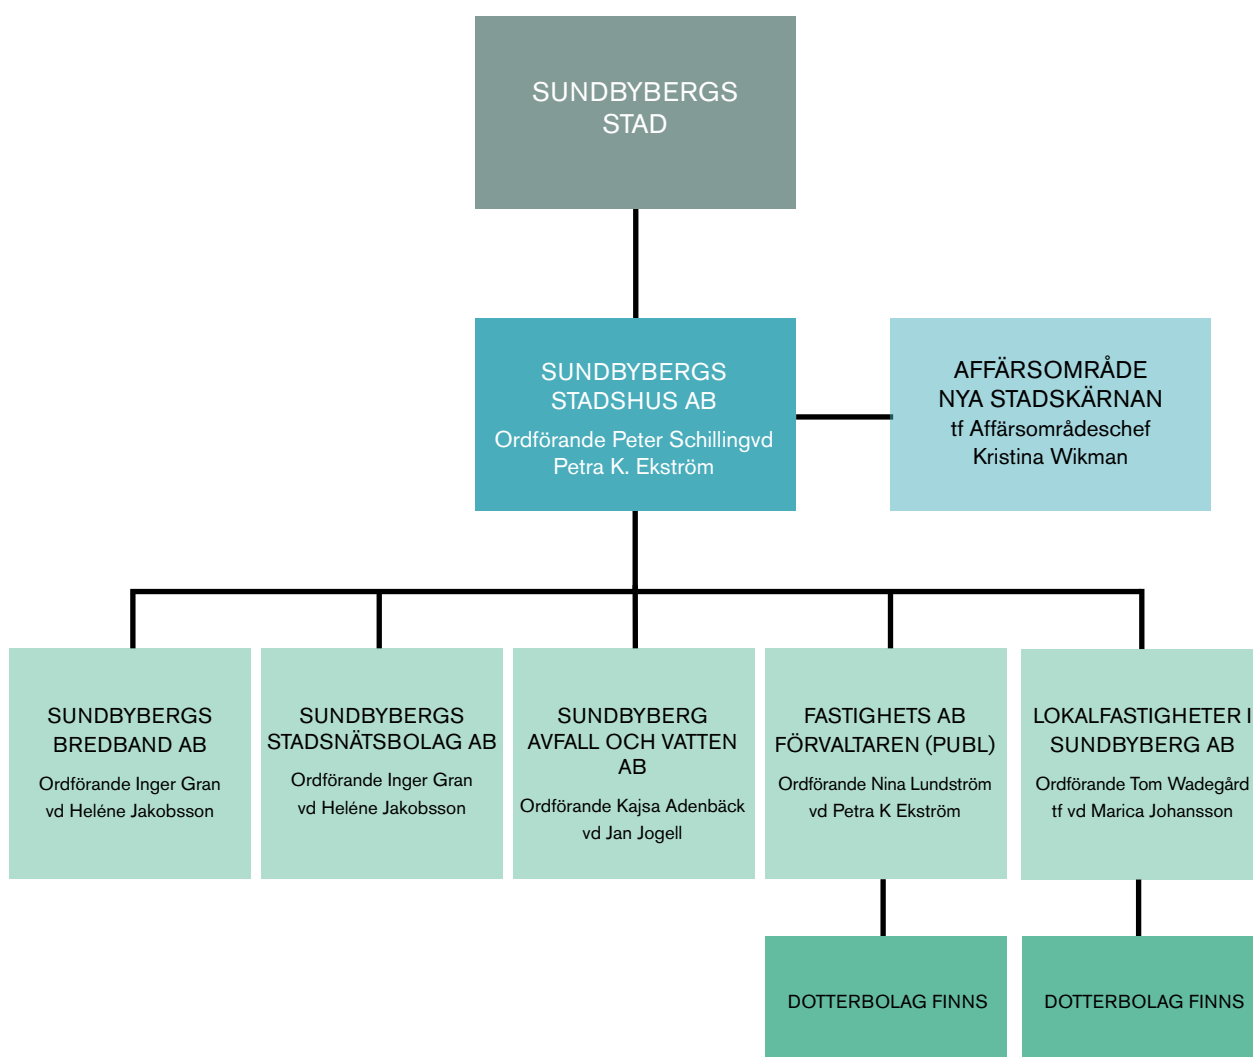 SUNDBYBERGS
STAD
SUNDBYBERGS
STADSHUS AB
Ordförande Peter Schillingvd
Petra K. Ekström
AFFÄRSOMRÅDE
NYA STADSKÄRNAN
tf Affärsområdeschef
Kristina Wikman
SUNDBYBERGS
BREDBAND AB
Ordförande Inger Gran
vd Heléne Jakobsson
SUNDBYBERGS
STADSNÄTSBOLAG AB
Ordförande Inger Gran
vd Heléne Jakobsson
SUNDBYBERG
AVFALL OCH VATTEN
AB
Ordförande Kajsa Adenbäck
vd Jan Jogell
FASTIGHETS AB
FÖRVALTAREN (PUBL)
Ordförande Nina Lundström
vd Petra K Ekström
LOKALFASTIGHETER I
SUNDBYBERG AB
Ordförande Tom Wadegård
tf vd Marica Johansson
DOTTERBOLAG FINNS
DOTTERBOLAG FINNS